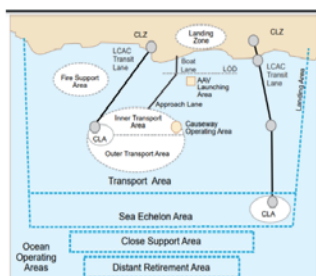 CLZ
Landing
Zone
CLZ
LCAC
Transit
Lane
Boat
Lane
LOD
LCAC
Transit
Lane
Landing Area
Fire Support
Area
AAV
Launching
Area
Approach Lane
Inner Transport
Area
Causeway
Operating Area
CLA
Outer Transport Area
Transport Area
CLA
Sea Echelon Area
Ocean
Operating
Areas
Close Support Area
Distant Retirement Area